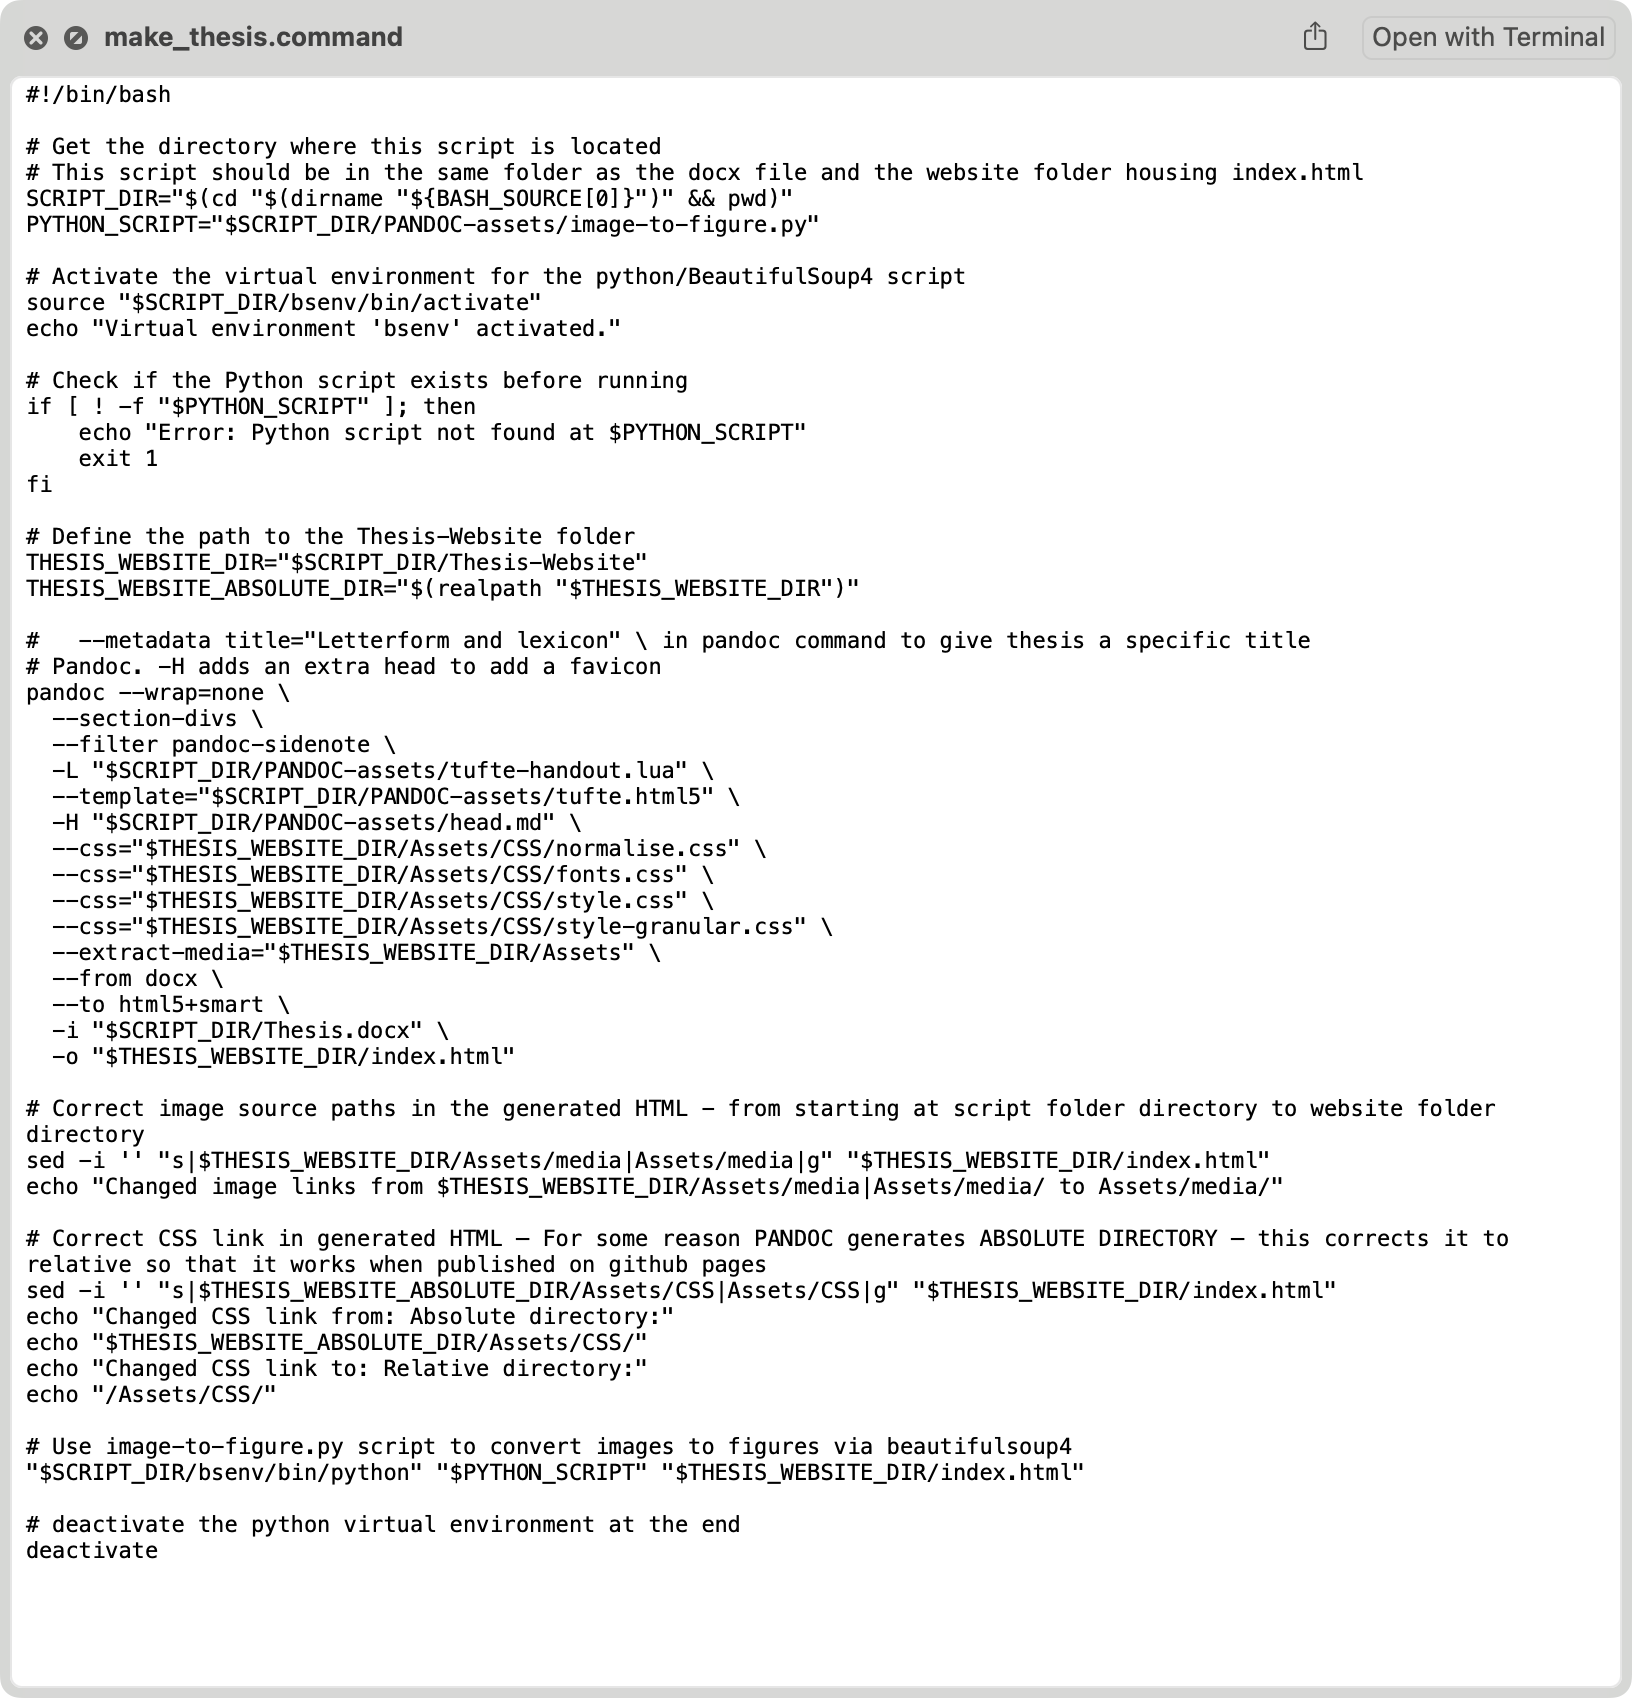 make_thesis.command
Open with Terminal
#!/bin/bash

# Get the directory where this script is located
# This script should be in the same folder as the docx file and the website folder housing index.html
SCRIPT_DIR="$(cd "$(dirname "${BASH_SOURCE[0]}")" && pwd)"
PYTHON_SCRIPT="$SCRIPT_DIR/PANDOC-assets/image-to-figure.py"

# Activate the virtual environment for the python/BeautifulSoup4 script
source "$SCRIPT_DIR/bsenv/bin/activate"
echo "Virtual environment 'bsenv' activated."

# Check if the Python script exists before running
if [ ! -f "$PYTHON_SCRIPT" ]; then
    echo "Error: Python script not found at $PYTHON_SCRIPT"
    exit 1
fi

# Define the path to the Thesis-Website folder
THESIS_WEBSITE_DIR="$SCRIPT_DIR/Thesis-Website"
THESIS_WEBSITE_ABSOLUTE_DIR="$(realpath "$THESIS_WEBSITE_DIR")"

#   --metadata title="Letterform and lexicon" \ in pandoc command to give thesis a specific title
# Pandoc. -H adds an extra head to add a favicon
pandoc --wrap=none \
  --section-divs \
  --filter pandoc-sidenote \
  -L "$SCRIPT_DIR/PANDOC-assets/tufte-handout.lua" \
  --template="$SCRIPT_DIR/PANDOC-assets/tufte.html5" \
  -H "$SCRIPT_DIR/PANDOC-assets/head.md" \
  --css="$THESIS_WEBSITE_DIR/Assets/CSS/normalise.css" \
  --css="$THESIS_WEBSITE_DIR/Assets/CSS/fonts.css" \
  --css="$THESIS_WEBSITE_DIR/Assets/CSS/style.css" \
  --css="$THESIS_WEBSITE_DIR/Assets/CSS/style-granular.css" \
  --extract-media="$THESIS_WEBSITE_DIR/Assets" \
  --from docx \
  --to html5+smart \
  -i "$SCRIPT_DIR/Thesis.docx" \
  -o "$THESIS_WEBSITE_DIR/index.html"

# Correct image source paths in the generated HTML – from starting at script folder directory to website folder
directory
sed -i '' "s|$THESIS_WEBSITE_DIR/Assets/media|Assets/media|g" "$THESIS_WEBSITE_DIR/index.html"
echo "Changed image links from $THESIS_WEBSITE_DIR/Assets/media|Assets/media/ to Assets/media/"

# Correct CSS link in generated HTML — For some reason PANDOC generates ABSOLUTE DIRECTORY — this corrects it to
relative so that it works when published on github pages
sed -i '' "s|$THESIS_WEBSITE_ABSOLUTE_DIR/Assets/CSS|Assets/CSS|g" "$THESIS_WEBSITE_DIR/index.html"
echo "Changed CSS link from: Absolute directory:"
echo "$THESIS_WEBSITE_ABSOLUTE_DIR/Assets/CSS/"
echo "Changed CSS link to: Relative directory:"
echo "/Assets/CSS/"

# Use image-to-figure.py script to convert images to figures via beautifulsoup4
"$SCRIPT_DIR/bsenv/bin/python" "$PYTHON_SCRIPT" "$THESIS_WEBSITE_DIR/index.html"

# deactivate the python virtual environment at the end
deactivate